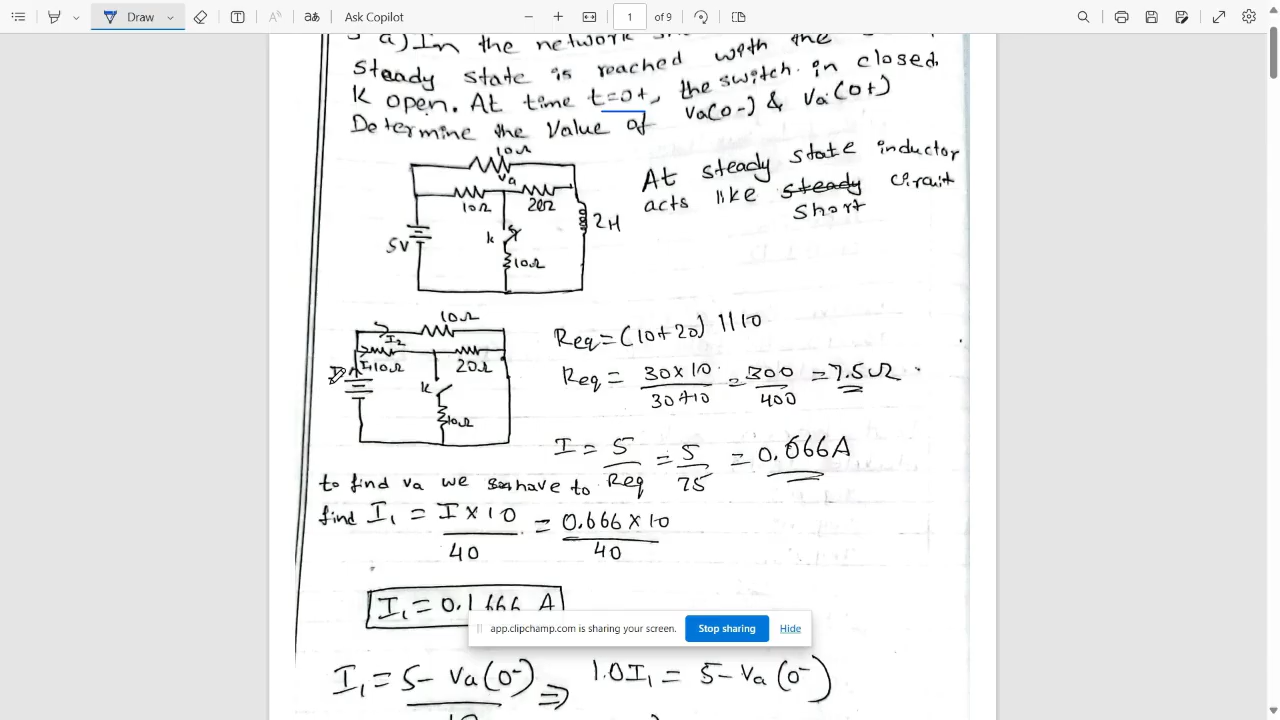 Draw
Ask Copilot
1 of 9
a) In the network
steady state is reached with the
K open. At time t=0+, the switch in closed.
Determine the value of Va(0-) & Va(0+)
10Ω
Va
10Ω
20Ω
2H
5V
K
10Ω
At steady state inductor
acts like steady circuit
short
10Ω
I2
I1 10Ω
20Ω
K
10Ω
Req = (10+20) 11 10
Req = 30×10 / 30+10 = 300 / 400 = 7.5Ω
I = 5 / Req = 5 / 75 = 0.666A
to find va we have to
find I1 = I×10 / 40 = 0.666×10 / 40
I1 = 0.1666 A
app.clipchamp.com is sharing your screen.
Stop sharing
Hide
I1 = 5 - Va(0-) ⇒ 1.0I1 = 5 - Va(0-)